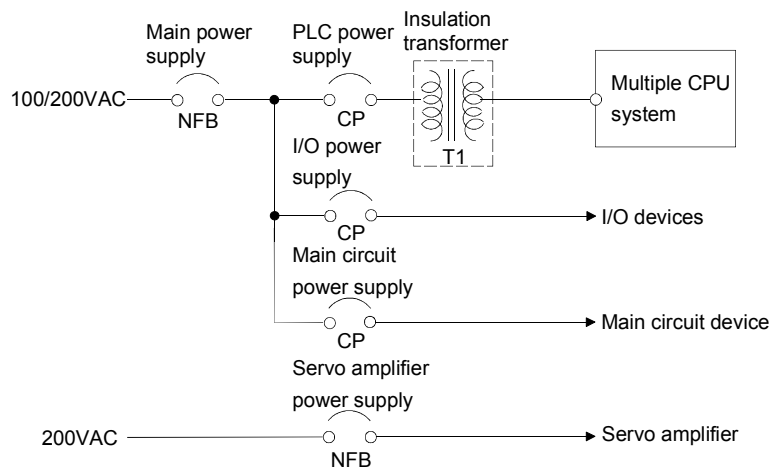 Main power
supply
PLC power
supply
Insulation
transformer
100/200VAC
NFB
CP
T1
Multiple CPU
system
I/O power
supply
CP
I/O devices
Main circuit
power supply
CP
Main circuit device
Servo amplifier
power supply
200VAC
NFB
Servo amplifier